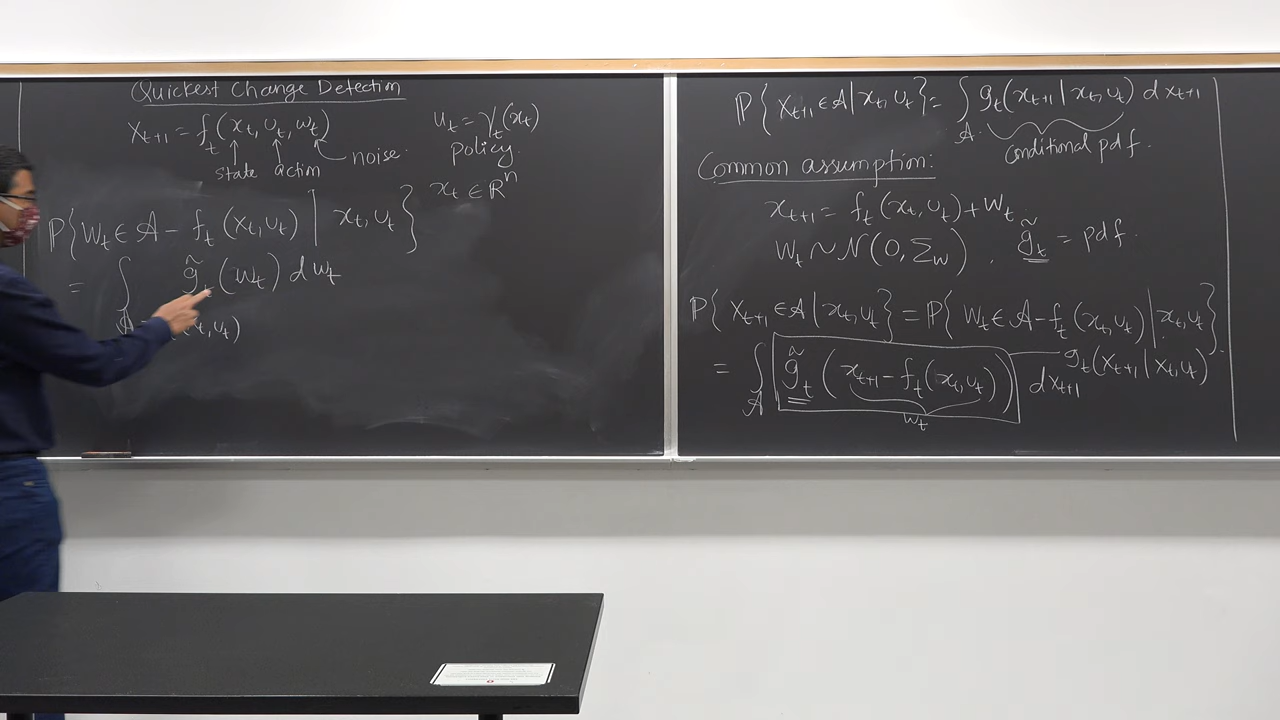 Quickest Change Detection
X_{t+1} = f_t(x_t, u_t, w_t)
state action noise.
u_t = γ_t(x_t)
policy.
x_t ∈ R^n
P{W_t ∈ A - f_t(x_t, u_t) | x_t, u_t}
= ∫ g̃_t(w_t) dw_t
x_t, u_t)
P{X_{t+1} ∈ A | x_t, u_t} = ∫_A g_t(x_{t+1} | x_t, u_t) dx_{t+1}
Conditional pdf.
Common assumption:
x_{t+1} = f_t(x_t, u_t) + w_t.
w_t ~ N(0, Σ_w). g̃_t = pdf.
P{X_{t+1} ∈ A | x_t, u_t} = P{W_t ∈ A - f_t(x_t, u_t) | x_t, u_t}.
= ∫_A g̃_t(x_{t+1} - f_t(x_t, u_t)) dx_{t+1}
g_t(x_{t+1} | x_t, u_t)
w_t